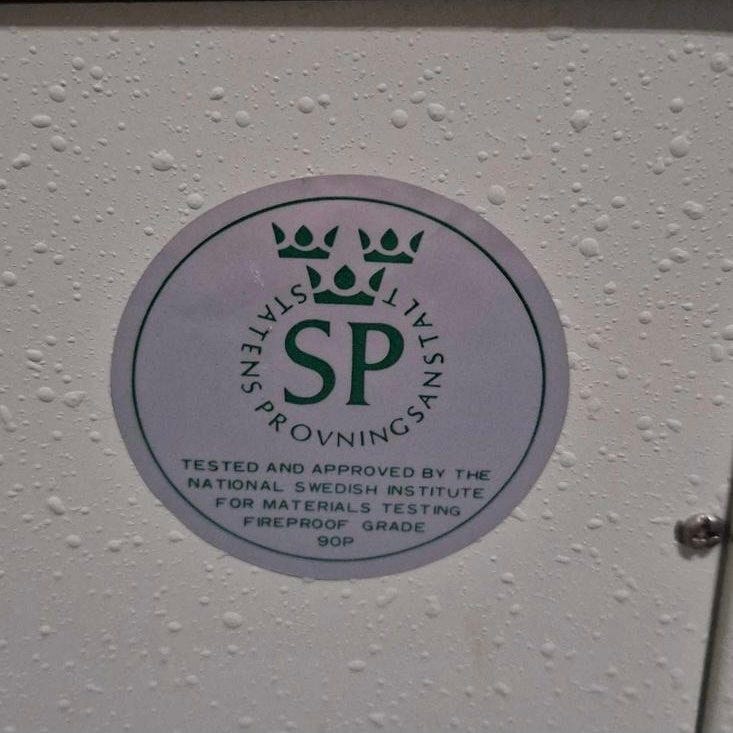 STATENS PROVNINGSANSTALT
SP
TESTED AND APPROVED BY THE
NATIONAL SWEDISH INSTITUTE
FOR MATERIALS TESTING
FIREPROOF GRADE
90P